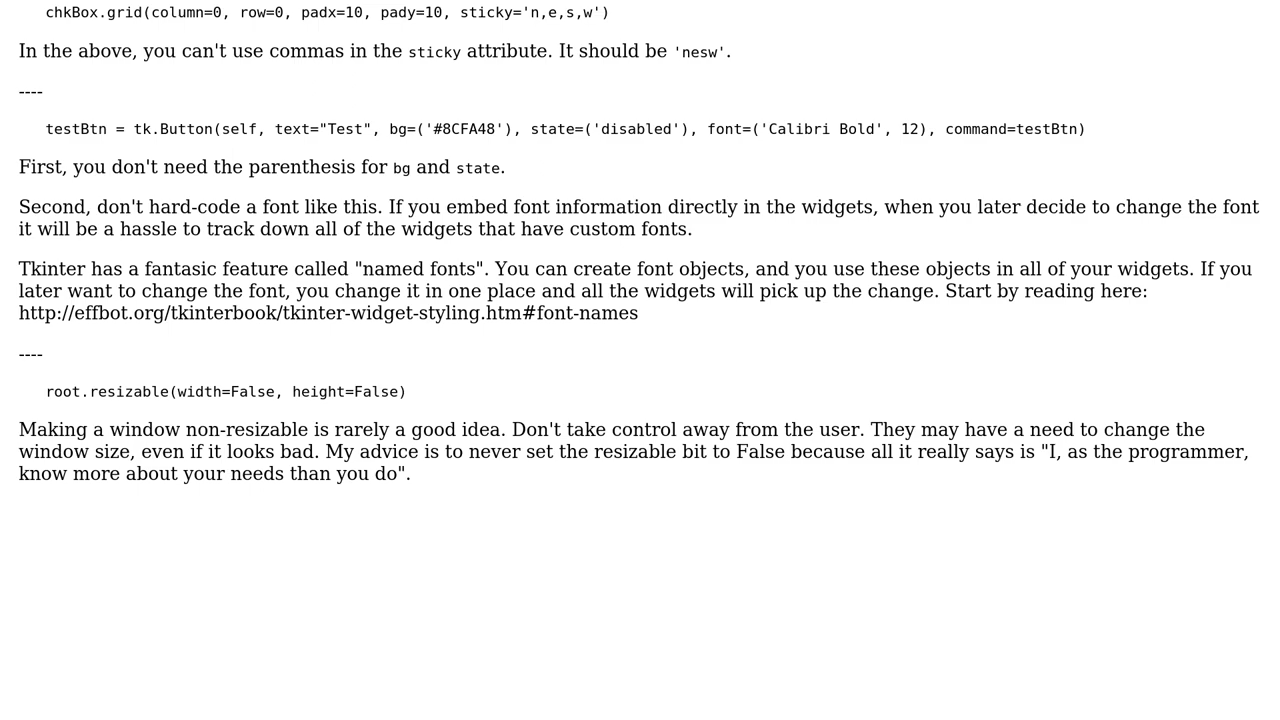 chkBox.grid(column=0, row=0, padx=10, pady=10, sticky='n,e,s,w')
In the above, you can't use commas in the sticky attribute. It should be 'nesw'.
----
testBtn = tk.Button(self, text="Test", bg=('#8CFA48'), state=('disabled'), font=('Calibri Bold', 12), command=testBtn)
First, you don't need the parenthesis for bg and state.
Second, don't hard-code a font like this. If you embed font information directly in the widgets, when you later decide to change the font
it will be a hassle to track down all of the widgets that have custom fonts.
Tkinter has a fantasic feature called "named fonts". You can create font objects, and you use these objects in all of your widgets. If you
later want to change the font, you change it in one place and all the widgets will pick up the change. Start by reading here:
http://effbot.org/tkinterbook/tkinter-widget-styling.htm#font-names
----
root.resizable(width=False, height=False)
Making a window non-resizable is rarely a good idea. Don't take control away from the user. They may have a need to change the
window size, even if it looks bad. My advice is to never set the resizable bit to False because all it really says is "I, as the programmer,
know more about your needs than you do".